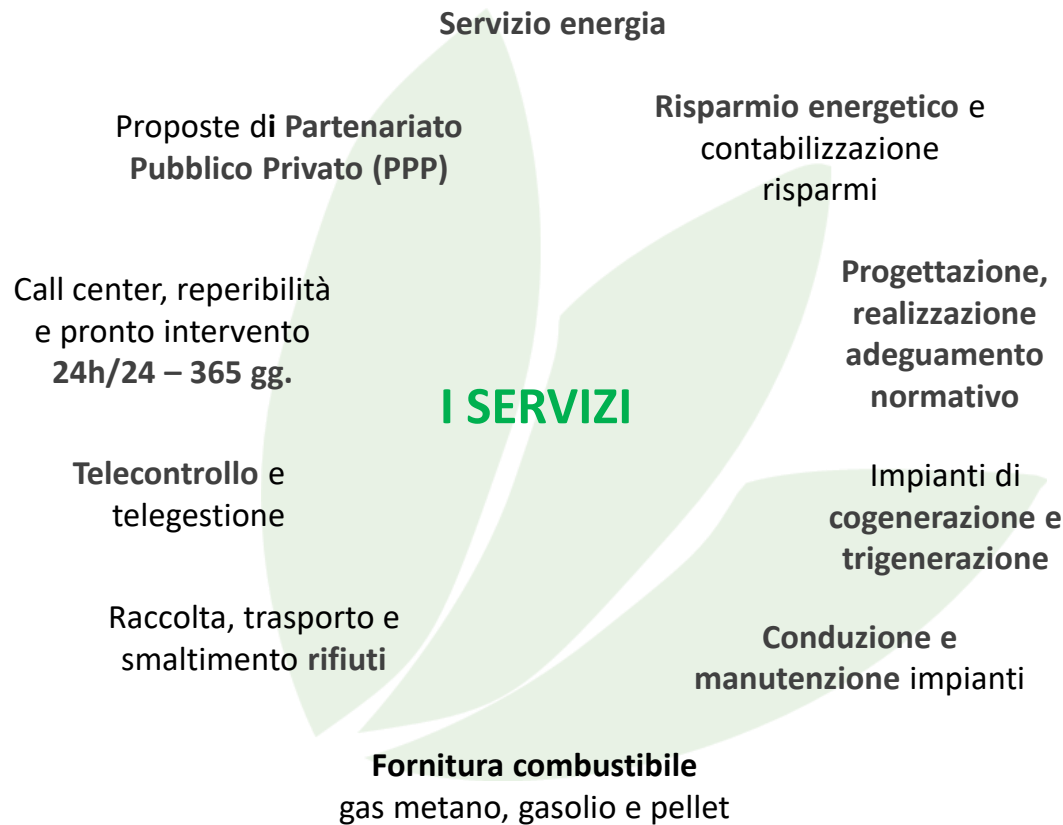 Servizio energia
Proposte di Partenariato
Pubblico Privato (PPP)
Risparmio energetico e
contabilizzazione
risparmi
Call center, reperibilità
e pronto intervento
24h/24 – 365 gg.
Progettazione,
realizzazione
adeguamento
normativo
I SERVIZI
Telecontrollo e
telegestione
Impianti di
cogenerazione e
trigenerazione
Raccolta, trasporto e
smaltimento rifiuti
Conduzione e
manutenzione impianti
Fornitura combustibile
gas metano, gasolio e pellet